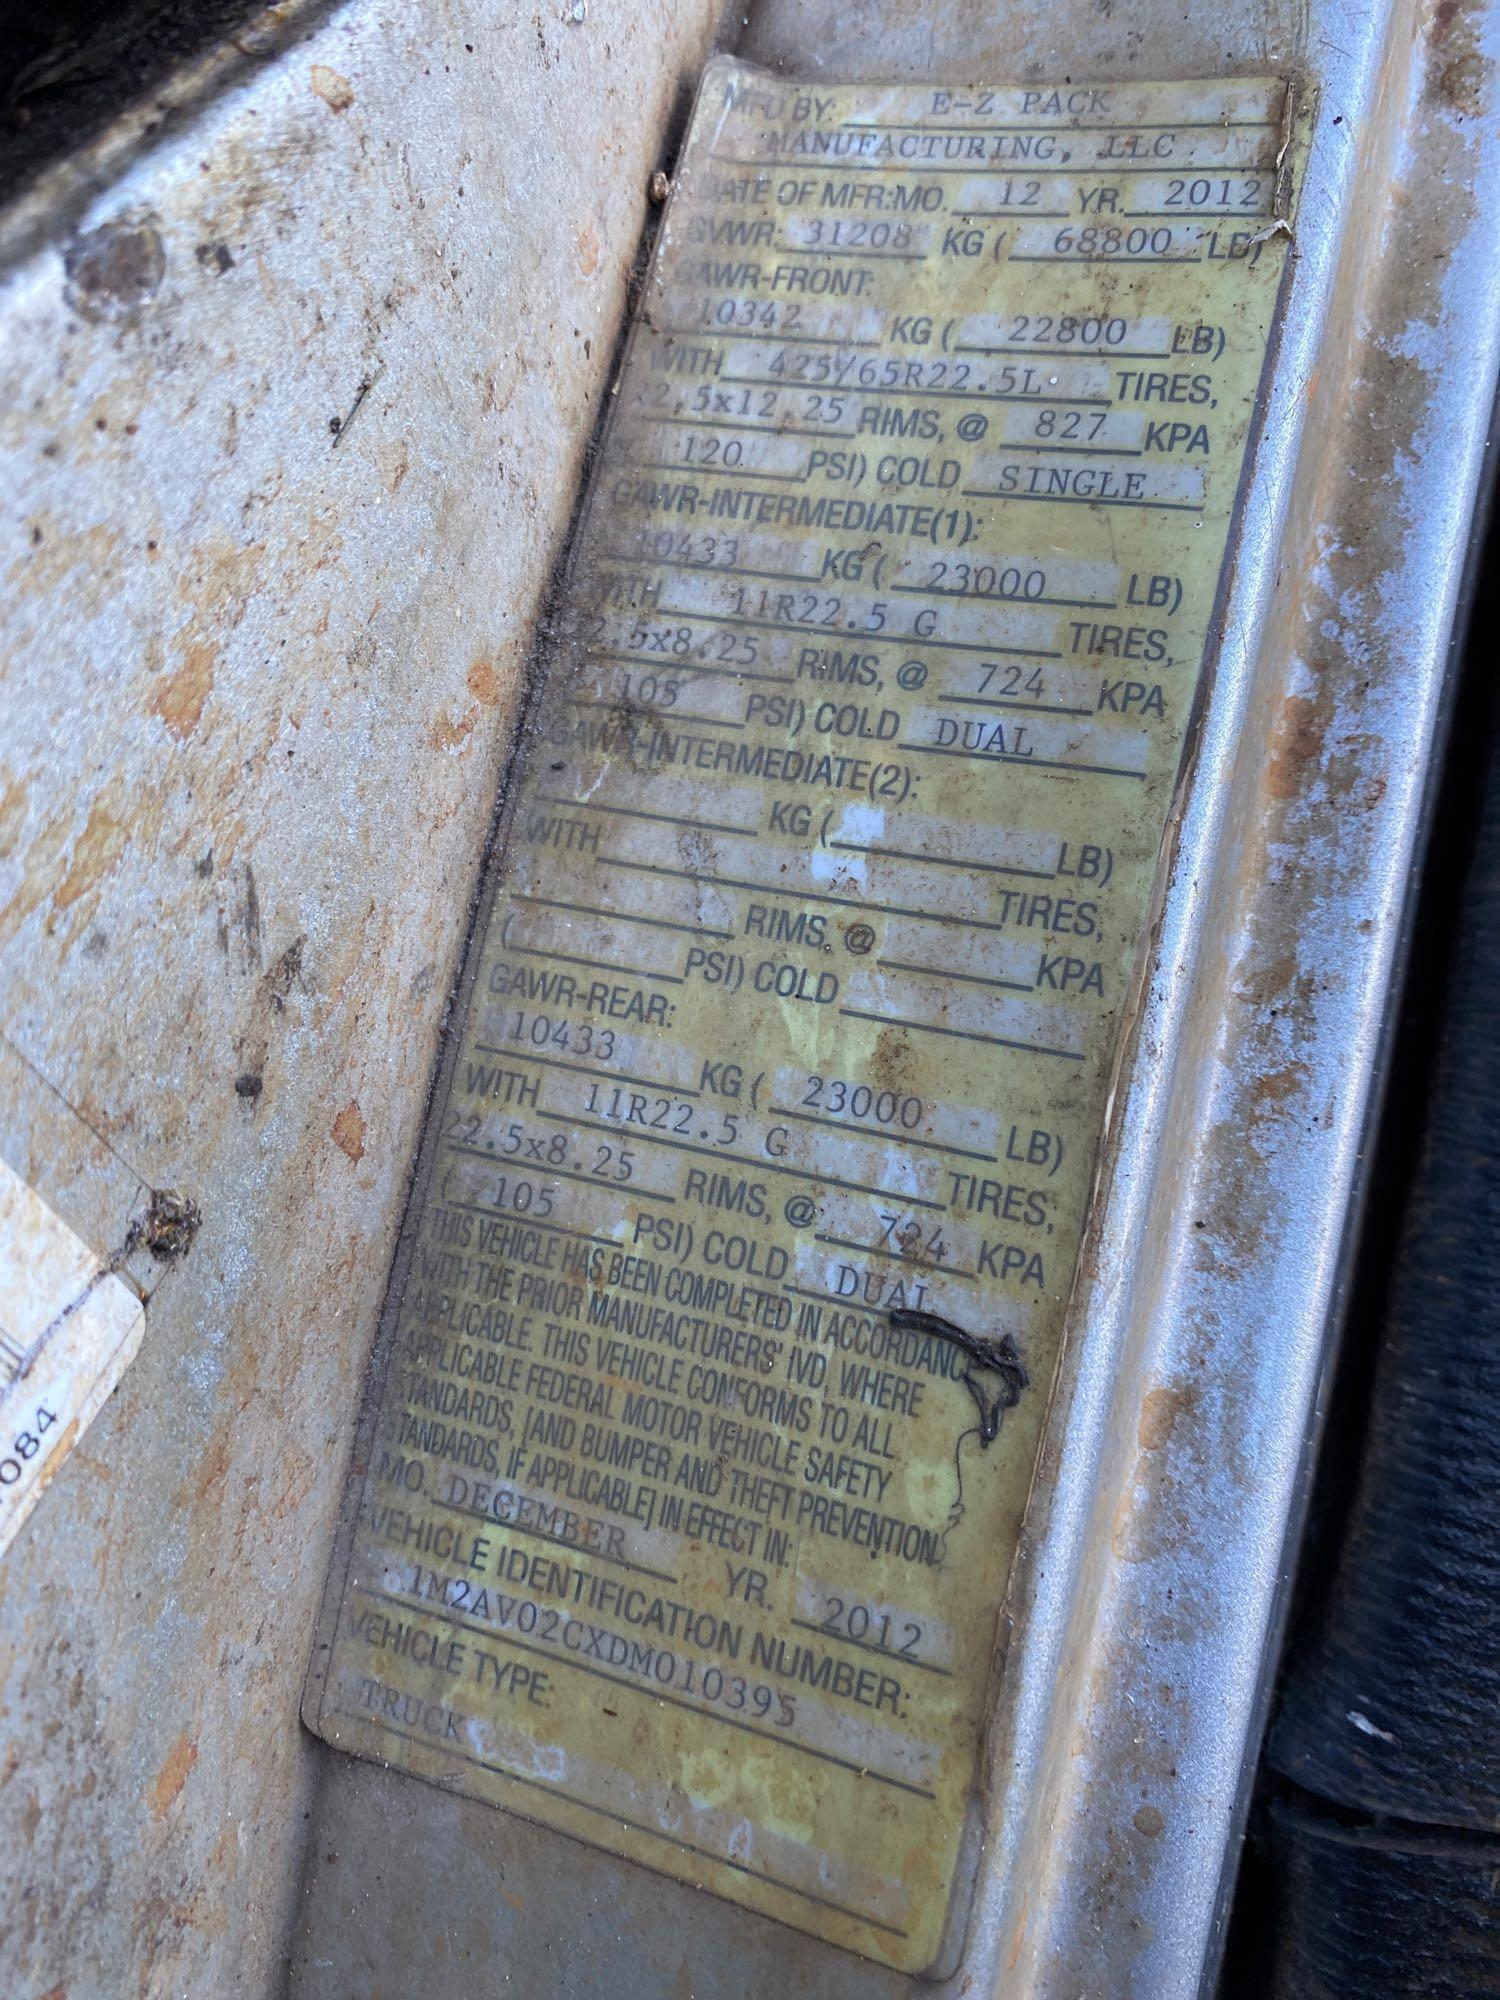 MFD BY: E-Z PACK
MANUFACTURING, LLC
DATE OF MFR:MO. 12 YR. 2012
GVWR: 31208 KG ( 68800 LB)
GAWR-FRONT:
10342 KG ( 22800 LB)
WITH 425/65R22.5L TIRES,
2.5x12.25 RIMS, @ 827 KPA
120 PSI) COLD SINGLE
GAWR-INTERMEDIATE(1):
10433 KG ( 23000 LB)
WITH 11R22.5 G TIRES,
2.5x8.25 RIMS, @ 724 KPA
105 PSI) COLD DUAL
GAWR-INTERMEDIATE(2):
KG ( LB)
WITH TIRES,
RIMS, @ KPA
( PSI) COLD
GAWR-REAR:
10433 KG ( 23000 LB)
WITH 11R22.5 G TIRES,
22.5x8.25 RIMS, @ 724 KPA
( 105 PSI) COLD DUAL
THIS VEHICLE HAS BEEN COMPLETED IN ACCORDANCE
WITH THE PRIOR MANUFACTURERS' IVD, WHERE
APPLICABLE. THIS VEHICLE CONFORMS TO ALL
APPLICABLE FEDERAL MOTOR VEHICLE SAFETY
STANDARDS, [AND BUMPER AND THEFT PREVENTION
STANDARDS, IF APPLICABLE] IN EFFECT IN:
MO. DECEMBER YR. 2012
VEHICLE IDENTIFICATION NUMBER:
1M2AV02CXDM010395
VEHICLE TYPE:
TRUCK